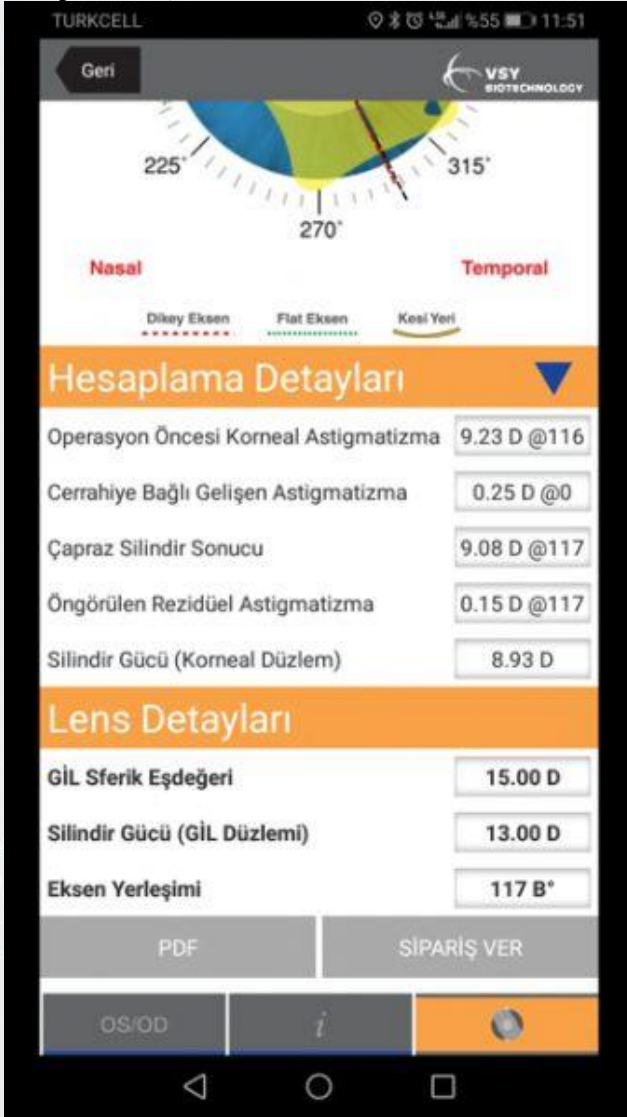 TURKCELL %55 11:51
Geri
VSY
BIOTECHNOLOGY
225° 315°
270°
Nasal Temporal
Dikey Eksen Flat Eksen Kesi Yeri
Hesaplama Detayları
Operasyon Öncesi Korneal Astigmatizma 9.23 D @116
Cerrahiye Bağlı Gelişen Astigmatizma 0.25 D @0
Çapraz Silindir Sonucu 9.08 D @117
Öngörülen Rezidüel Astigmatizma 0.15 D @117
Silindir Gücü (Korneal Düzlem) 8.93 D
Lens Detayları
GİL Sferik Eşdeğeri 15.00 D
Silindir Gücü (GİL Düzlemi) 13.00 D
Eksen Yerleşimi 117 B°
PDF SİPARİŞ VER
OS/OD i